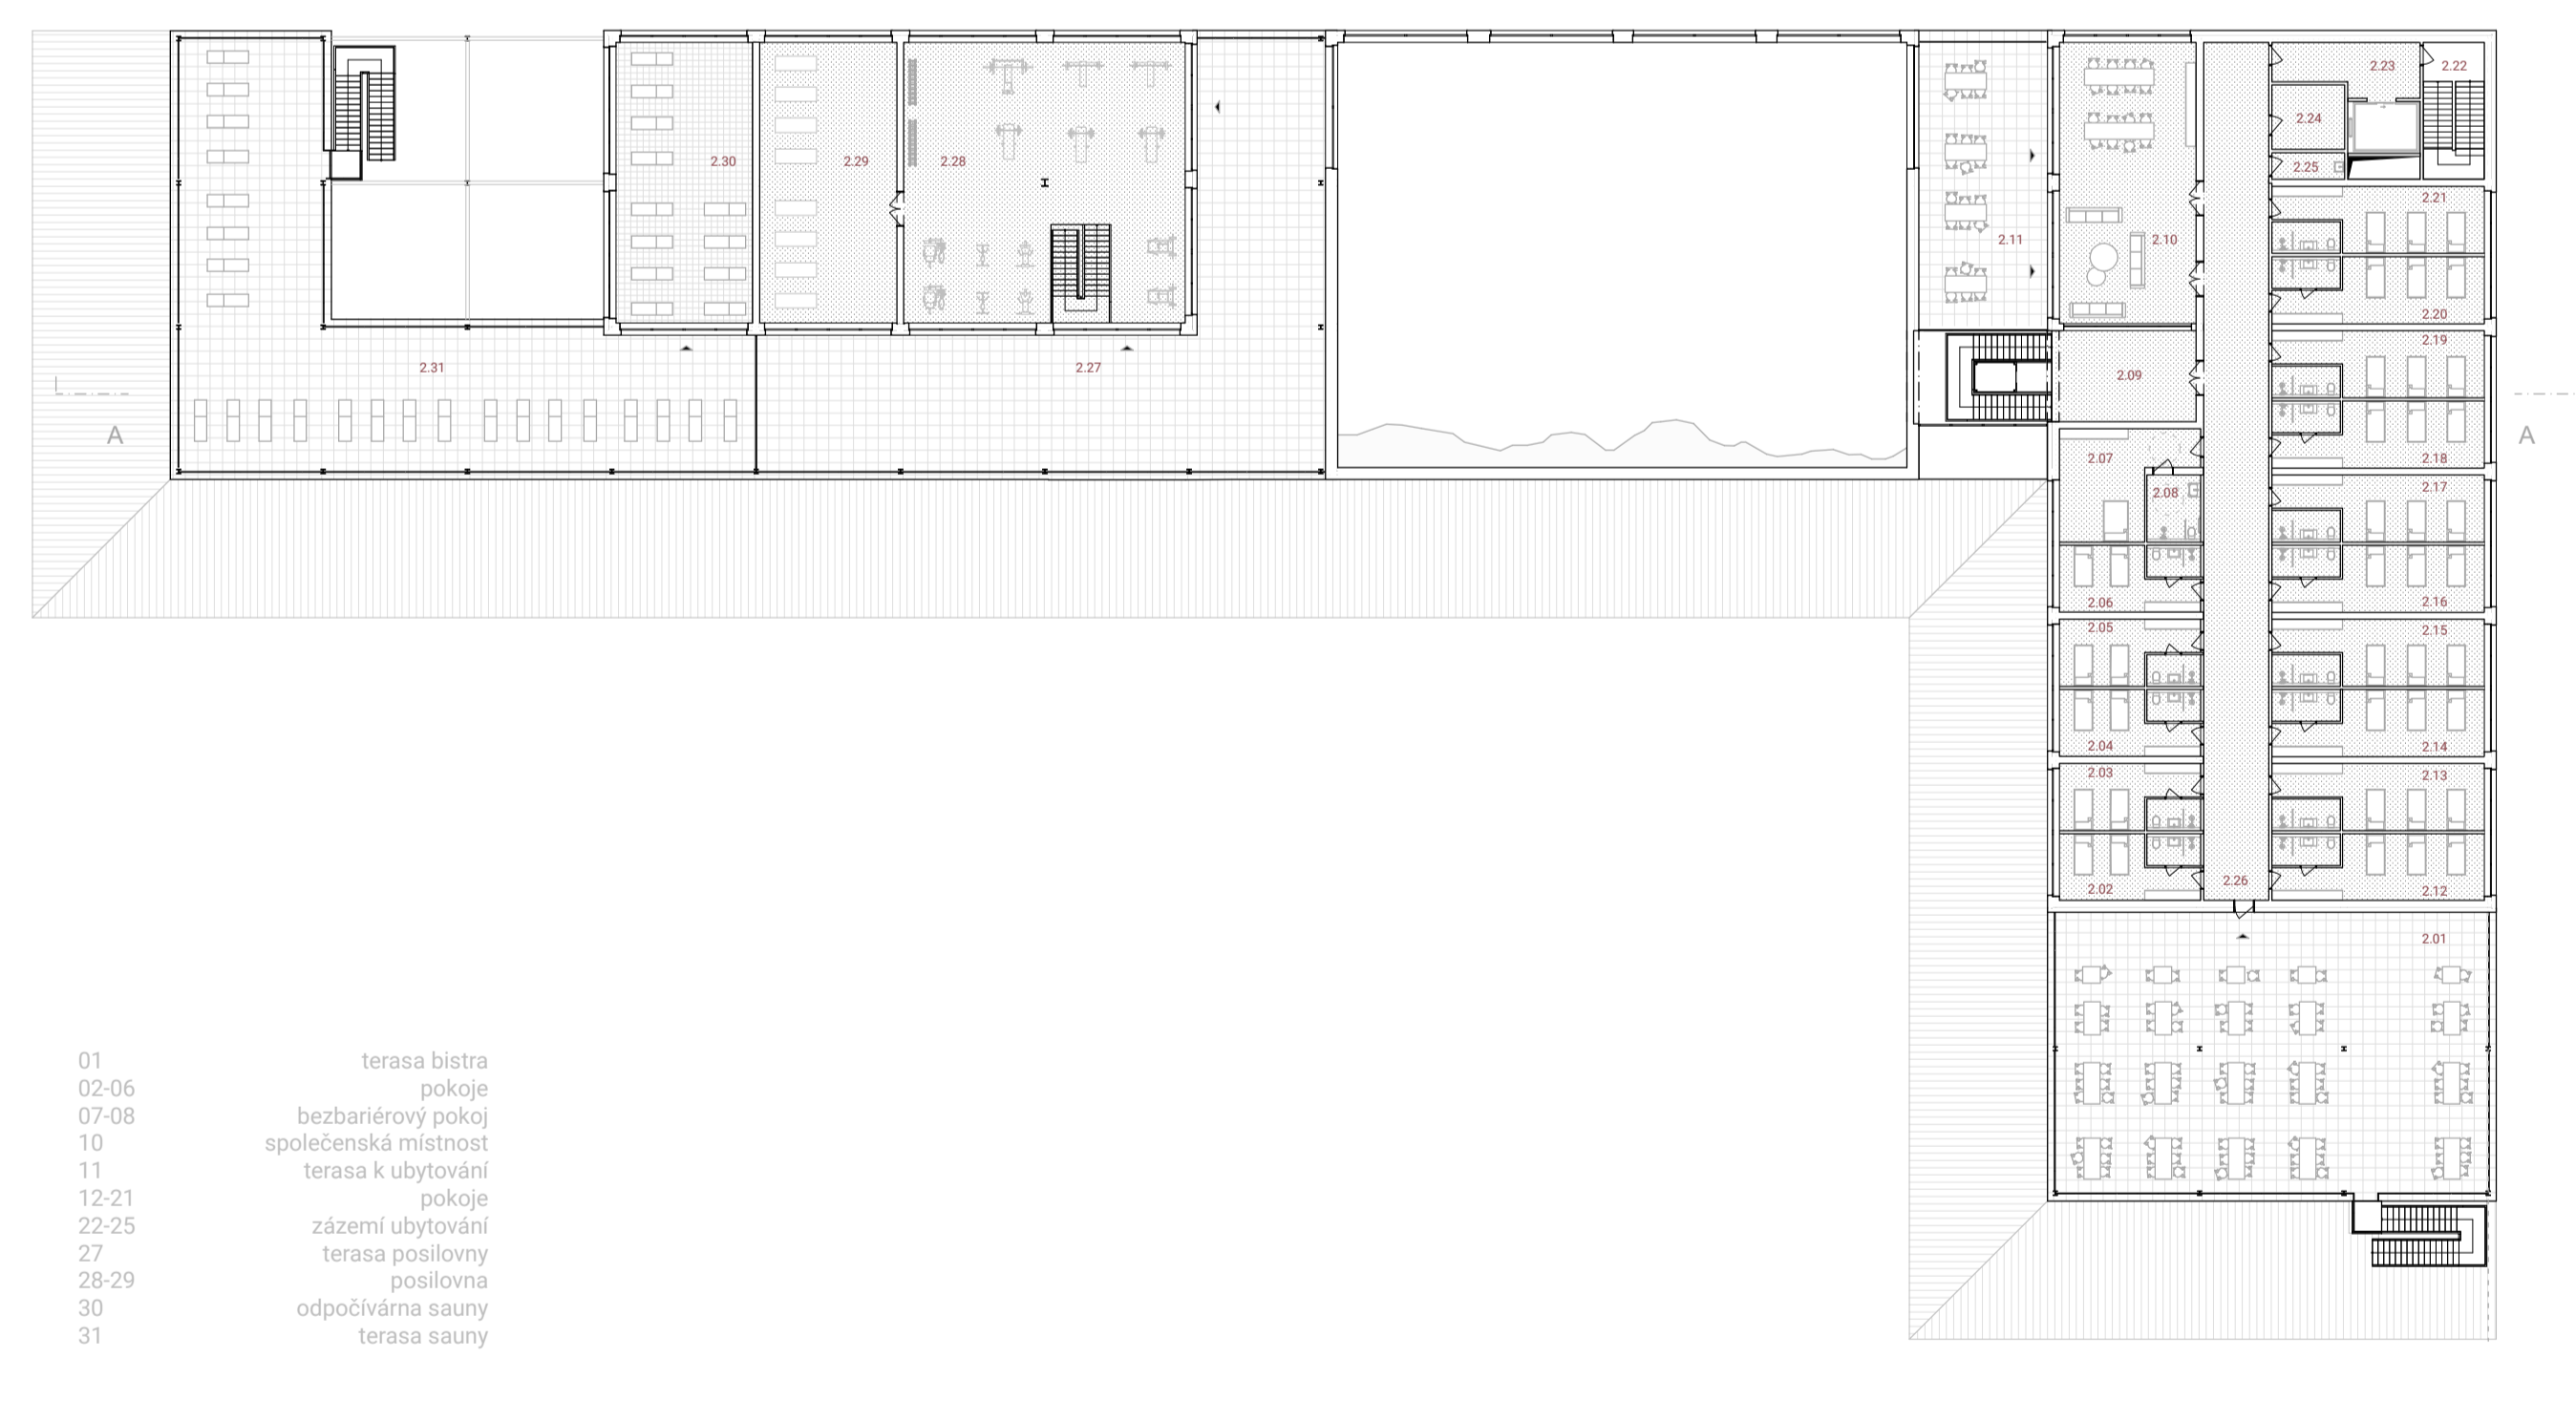 2.23
2.22
2.24
2.30
2.29
2.28
2.25
2.21
2.11
2.10
2.20
2.19
2.31
2.27
2.09
A
A
2.07
2.18
2.08
2.17
2.06
2.16
2.05
2.15
2.04
2.14
2.03
2.13
2.02
2.26
2.12
2.01
01 terasa bistra
02-06 pokoje
07-08 bezbariérový pokoj
10 společenská místnost
11 terasa k ubytování
12-21 pokoje
22-25 zázemí ubytování
27 terasa posilovny
28-29 posilovna
30 odpočívárna sauny
31 terasa sauny